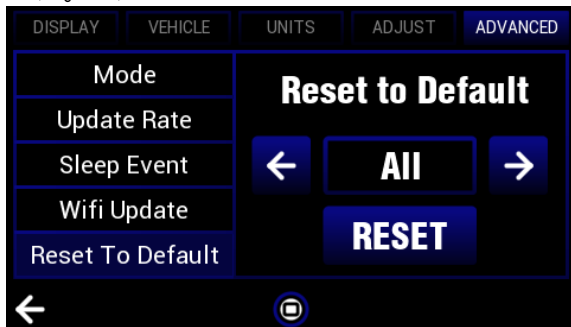 DISPLAY VEHICLE UNITS ADJUST ADVANCED
Mode
Update Rate
Sleep Event
Wifi Update
Reset To Default
Reset to Default
All
RESET